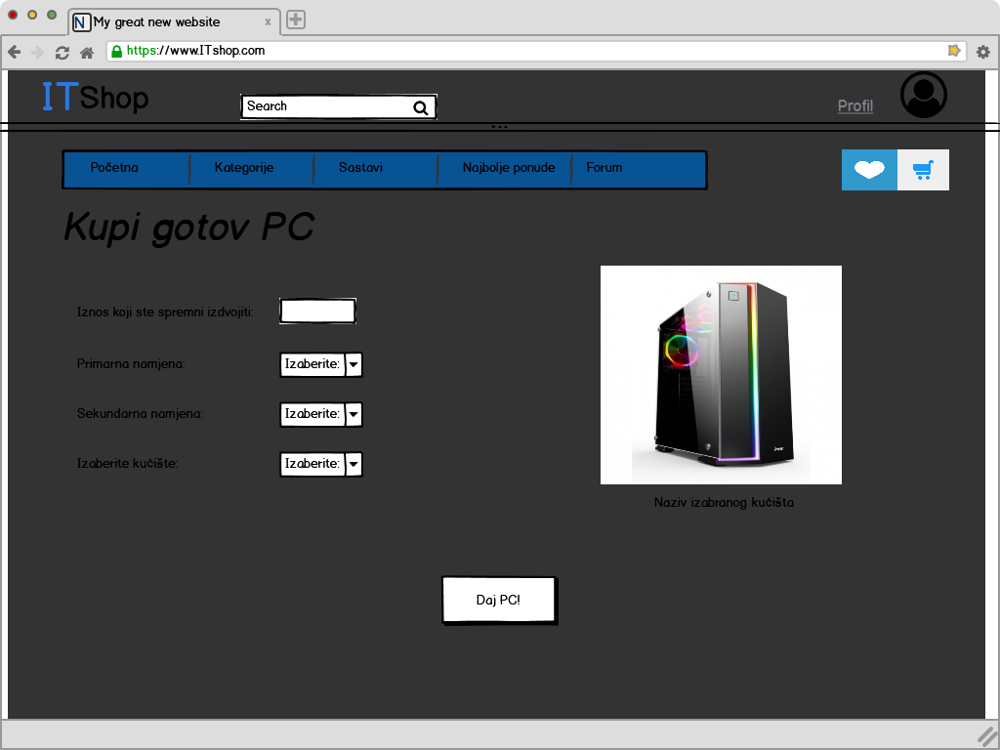 N My great new website x
https://www.ITshop.com
ITShop
Search
Profil
Početna Kategorije Sastavi Najbolje ponude Forum
Kupi gotov PC
Iznos koji ste spremni izdvojiti:
Primarna namjena: Izaberite:
Sekundarna namjena: Izaberite:
Izaberite kućište: Izaberite:
Naziv izabranog kućišta
Daj PC!